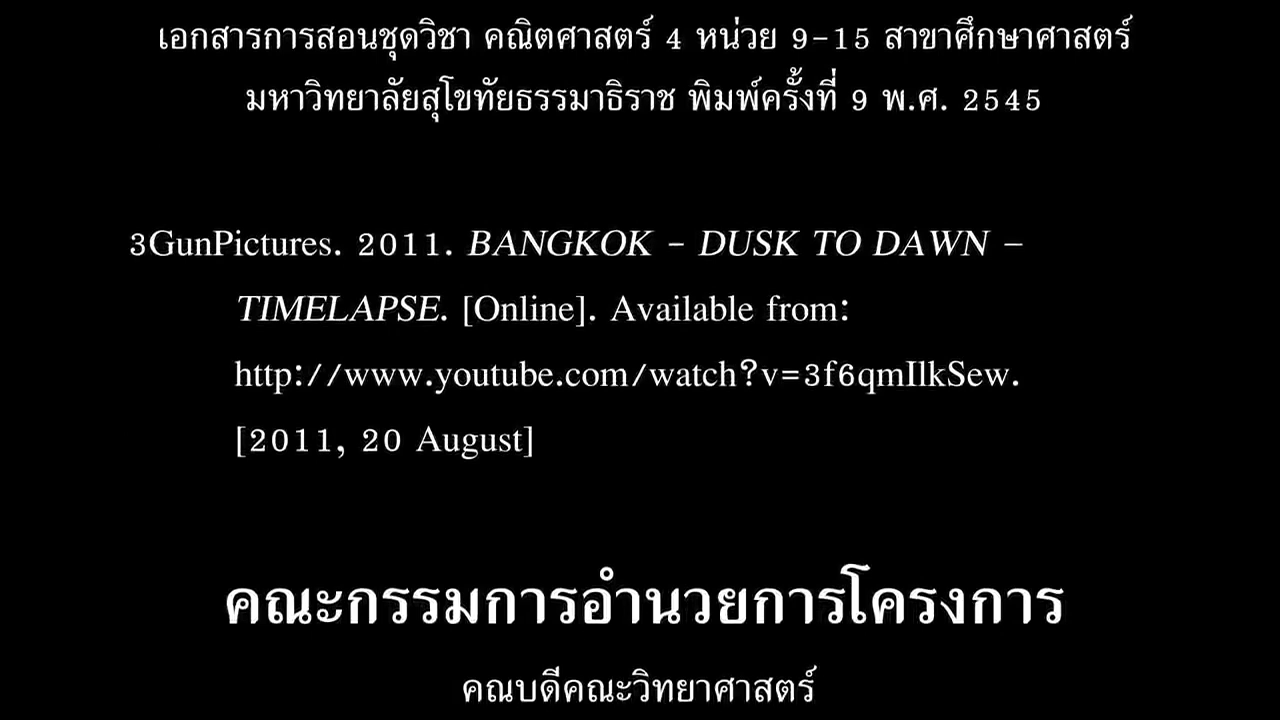 เอกสารการสอนชุดวิชา คณิตศาสตร์ 4 หน่วย 9-15 สาขาศึกษาศาสตร์
มหาวิทยาลัยสุโขทัยธรรมาธิราช พิมพ์ครั้งที่ 9 พ.ศ. 2545
3GunPictures. 2011. BANGKOK - DUSK TO DAWN –
TIMELAPSE. [Online]. Available from:
http://www.youtube.com/watch?v=3f6qmIlkSew.
[2011, 20 August]
คณะกรรมการอำนวยการโครงการ
คณบดีคณะวิทยาศาสตร์